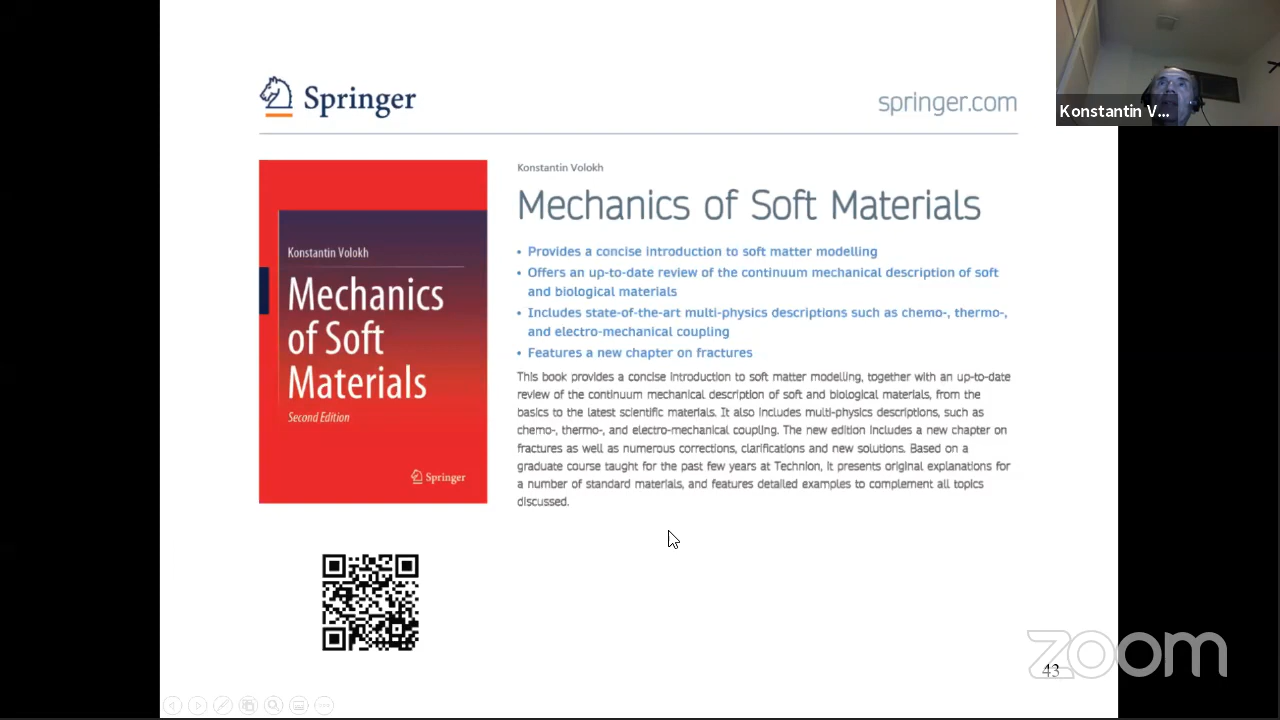 Springer
springer.com
Konstantin V...
Konstantin Volokh
Mechanics of Soft Materials
• Provides a concise introduction to soft matter modelling
• Offers an up-to-date review of the continuum mechanical description of soft
and biological materials
• Includes state-of-the-art multi-physics descriptions such as chemo-, thermo-,
and electro-mechanical coupling
• Features a new chapter on fractures
This book provides a concise introduction to soft matter modelling, together with an up-to-date
review of the continuum mechanical description of soft and biological materials, from the
basics to the latest scientific materials. It also includes multi-physics descriptions, such as
chemo-, thermo-, and electro-mechanical coupling. The new edition includes a new chapter on
fractures as well as numerous corrections, clarifications and new solutions. Based on a
graduate course taught for the past few years at Technion, it presents original explanations for
a number of standard materials, and features detailed examples to complement all topics
discussed.
Konstantin Volokh
Mechanics
of Soft
Materials
Second Edition
Springer
43
zoom